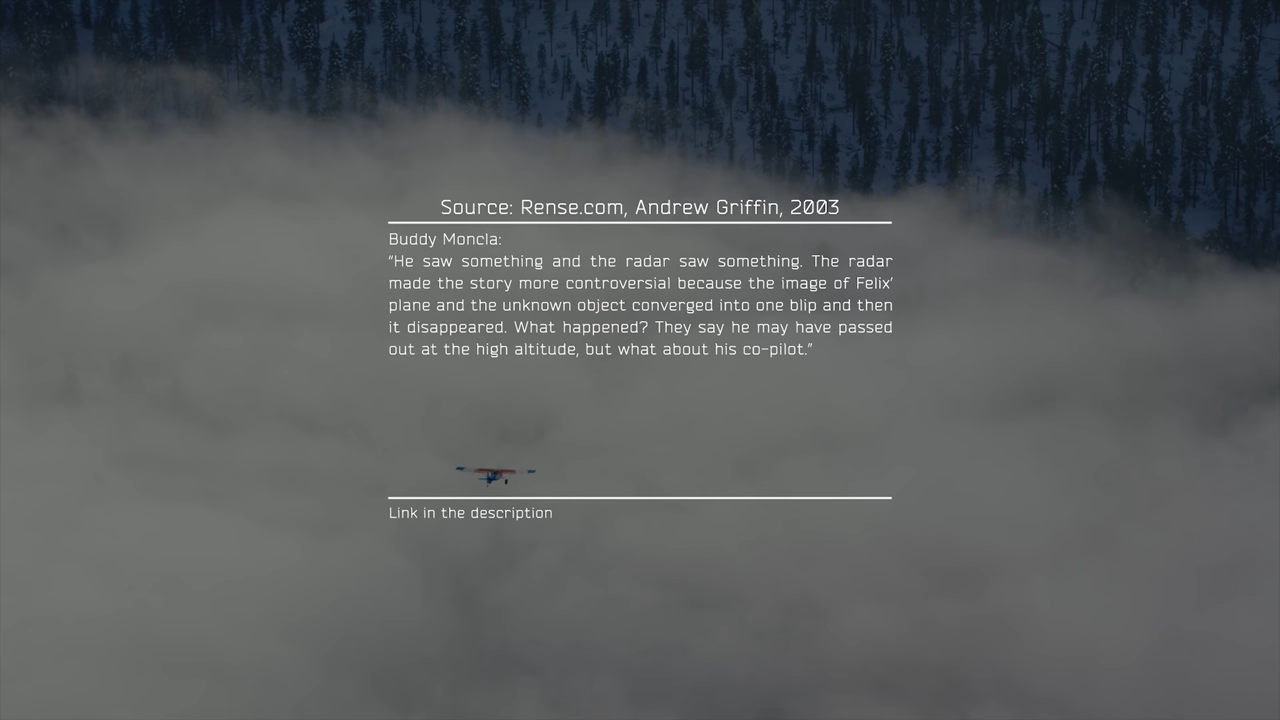 Source: Rense.com, Andrew Griffin, 2003
Buddy Moncla:
“He saw something and the radar saw something. The radar
made the story more controversial because the image of Felix’
plane and the unknown object converged into one blip and then
it disappeared. What happened? They say he may have passed
out at the high altitude, but what about his co-pilot.”
Link in the description